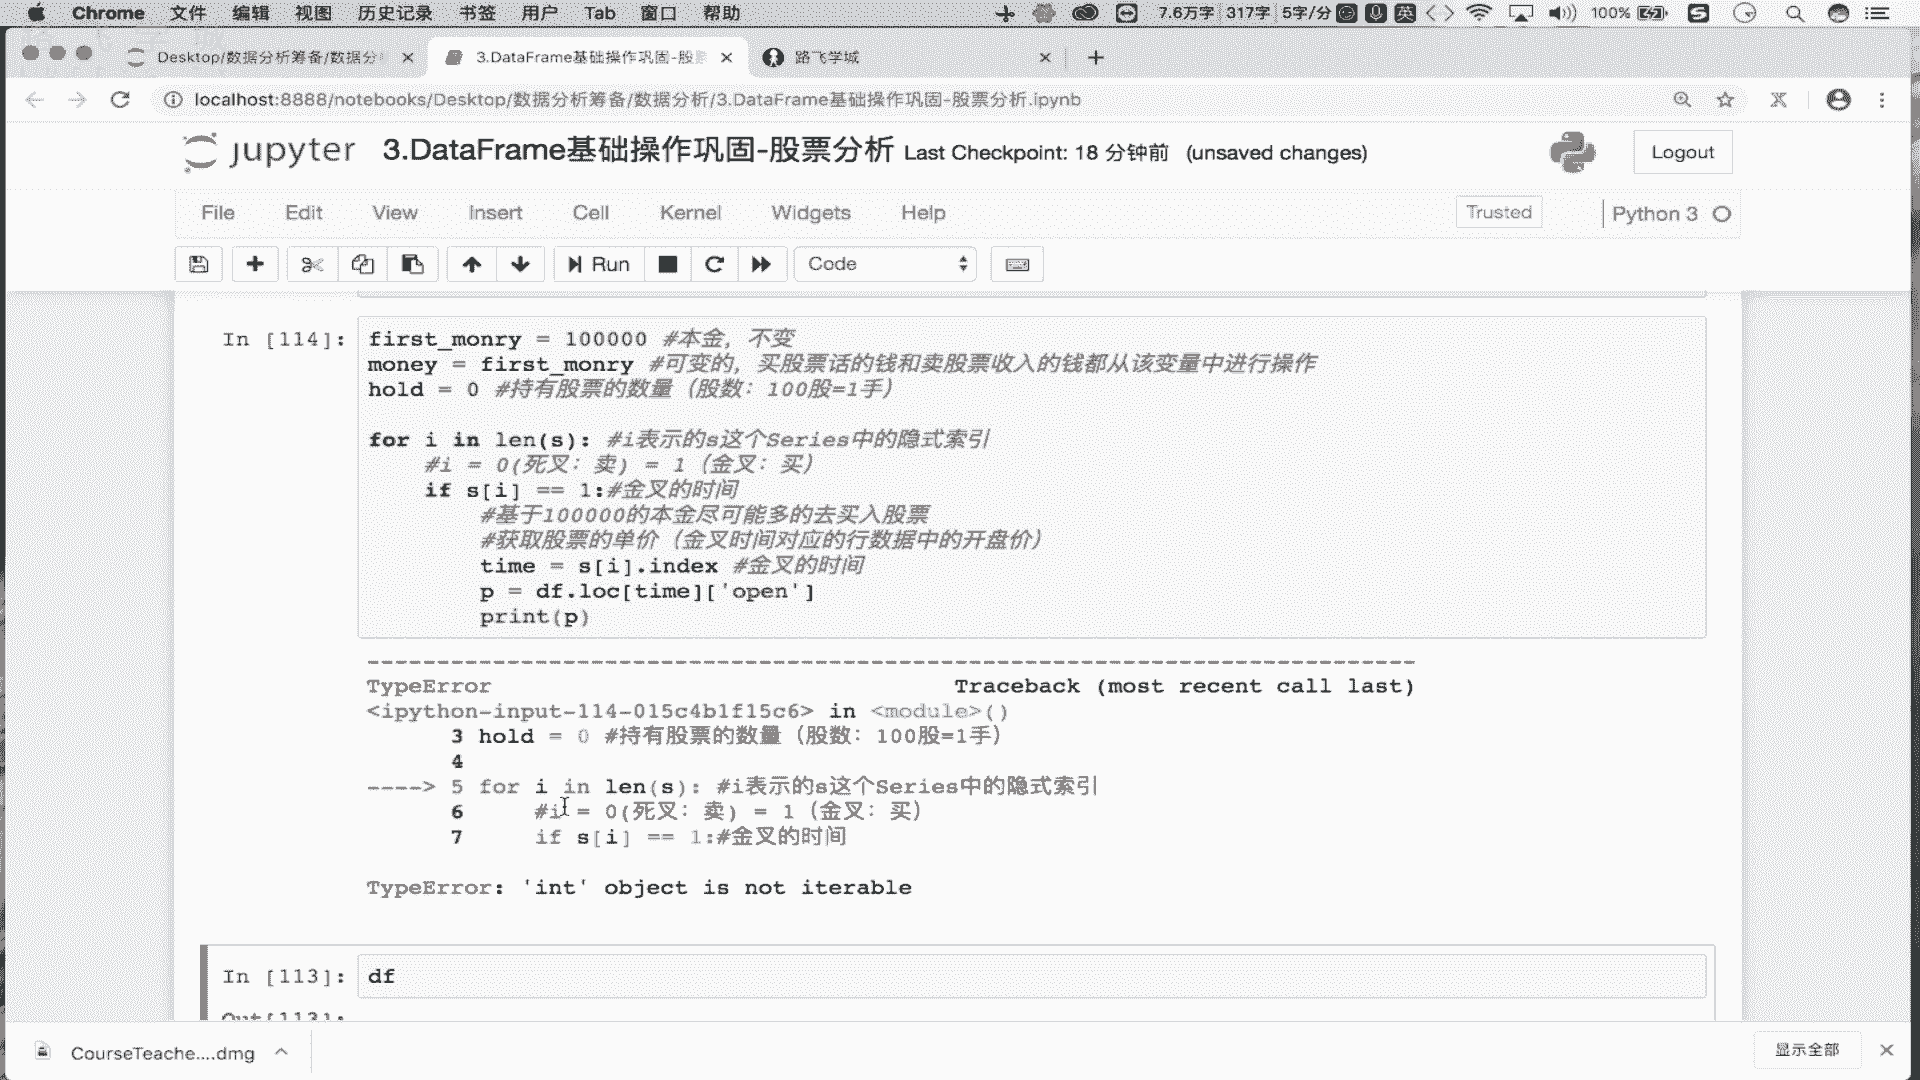 Chrome 文件 编辑 视图 历史记录 书签 用户 Tab 窗口 帮助 7.6万字 317字 5字/分 英 100%
Desktop/数据分析筹备/数据分 3.DataFrame基础操作巩固-股 路飞学城
localhost:8888/notebooks/Desktop/数据分析筹备/数据分析/3.DataFrame基础操作巩固-股票分析.ipynb
jupyter 3.DataFrame基础操作巩固-股票分析 Last Checkpoint: 18 分钟前 (unsaved changes) Logout
File Edit View Insert Cell Kernel Widgets Help Trusted Python 3
Run Code
In [114]: first_monry = 100000 #本金，不变
money = first_monry #可变的，买股票话的钱和卖股票收入的钱都从该变量中进行操作
hold = 0 #持有股票的数量（股数：100股=1手）
for i in len(s): #i表示的s这个Series中的隐式索引
#i = 0(死叉：卖) = 1（金叉：买）
if s[i] == 1:#金叉的时间
#基于100000的本金尽可能多的去买入股票
#获取股票的单价（金叉时间对应的行数据中的开盘价）
time = s[i].index #金叉的时间
p = df.loc[time]['open']
print(p)
---------------------------------------------------------------------------
TypeError Traceback (most recent call last)
<ipython-input-114-015c4b1f15c6> in <module>()
3 hold = 0 #持有股票的数量（股数：100股=1手）
4
----> 5 for i in len(s): #i表示的s这个Series中的隐式索引
6 #i = 0(死叉：卖) = 1（金叉：买）
7 if s[i] == 1:#金叉的时间
TypeError: 'int' object is not iterable
In [113]: df
Out[113]:
CourseTeache....dmg 显示全部